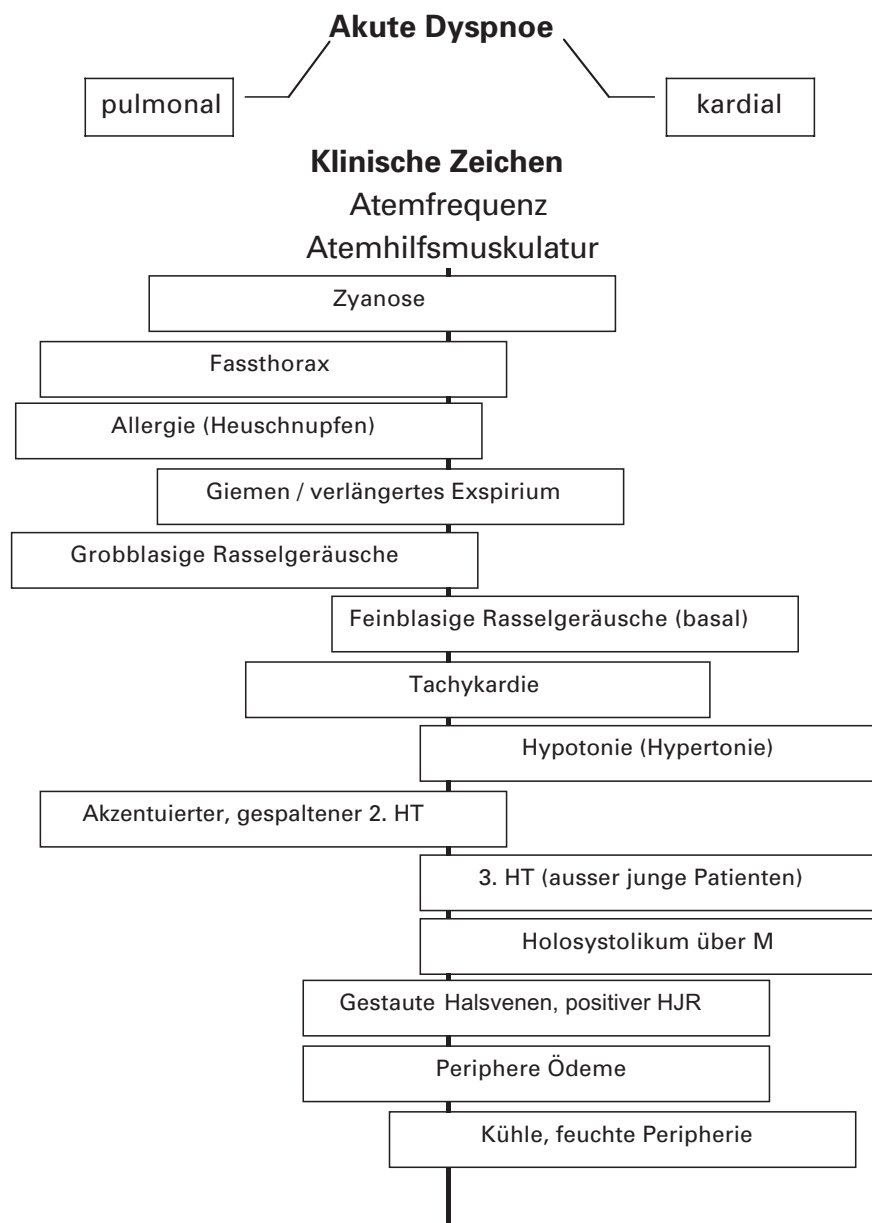 Akute Dyspnoe
pulmonal
kardial
Klinische Zeichen
Atemfrequenz
Atemhilfsmuskulatur
Zyanose
Fassthorax
Allergie (Heuschnupfen)
Giemen / verlängertes Exspirium
Grobblasige Rasselgeräusche
Feinblasige Rasselgeräusche (basal)
Tachykardie
Hypotonie (Hypertonie)
Akzentuierter, gespaltener 2. HT
3. HT (ausser junge Patienten)
Holosystolikum über M
Gestaute Halsvenen, positiver HJR
Periphere Ödeme
Kühle, feuchte Peripherie